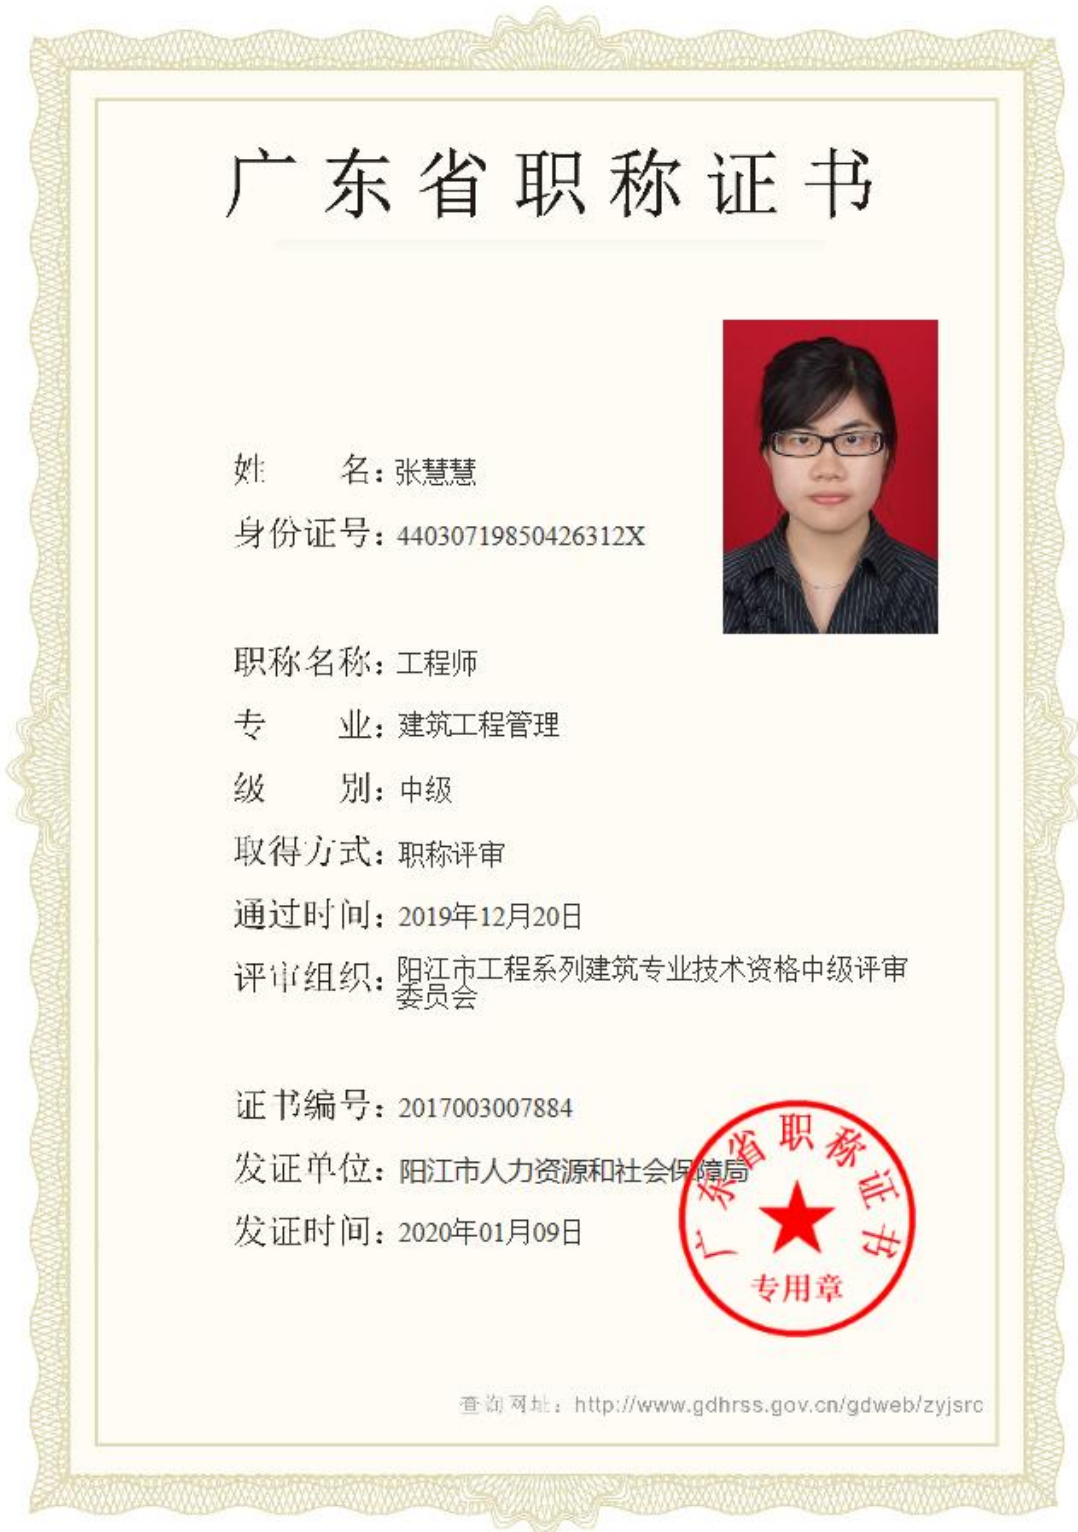 广东省职称证书
姓名：张慧慧
身份证号：44030719850426312X
职称名称：工程师
专业：建筑工程管理
级别：中级
取得方式：职称评审
通过时间：2019年12月20日
评审组织：阳江市工程系列建筑专业技术资格中级评审
委员会
证书编号：2017003007884
发证单位：阳江市人力资源和社会保障局
发证时间：2020年01月09日
广东省职称证书
专用章
查询网址：http://www.gdhrss.gov.cn/gdweb/zyjsrc